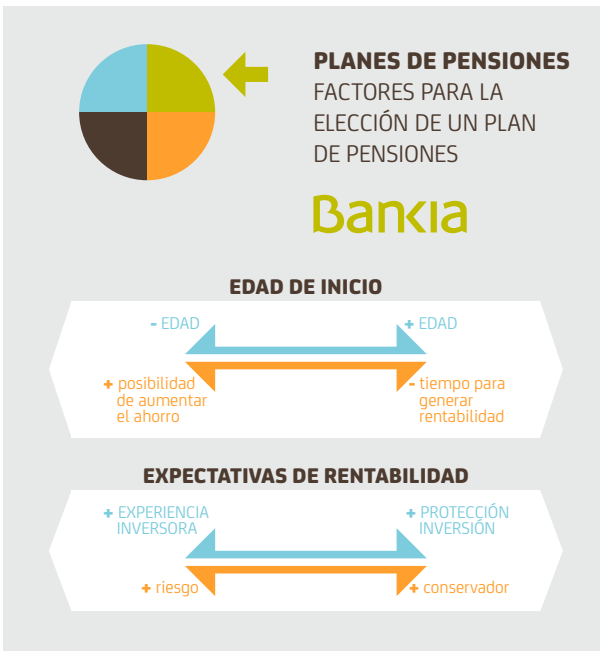 PLANES DE PENSIONES
FACTORES PARA LA
ELECCIÓN DE UN PLAN
DE PENSIONES
Bankia
EDAD DE INICIO
- EDAD
+ EDAD
+ posibilidad
de aumentar
el ahorro
- tiempo para
generar
rentabilidad
EXPECTATIVAS DE RENTABILIDAD
+ EXPERIENCIA
INVERSORA
+ PROTECCIÓN
INVERSIÓN
+ riesgo
+ conservador